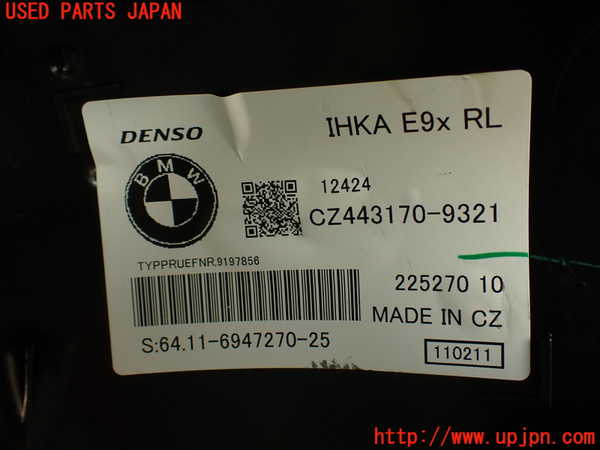 USED PARTS JAPAN
DENSO
IHKA E9x RL
BMW
12424
CZ443170-9321
TYPPRUEFNR.9197856
225270 10
MADE IN CZ
S:64.11-6947270-25
110211
http://www.upjpn.com/